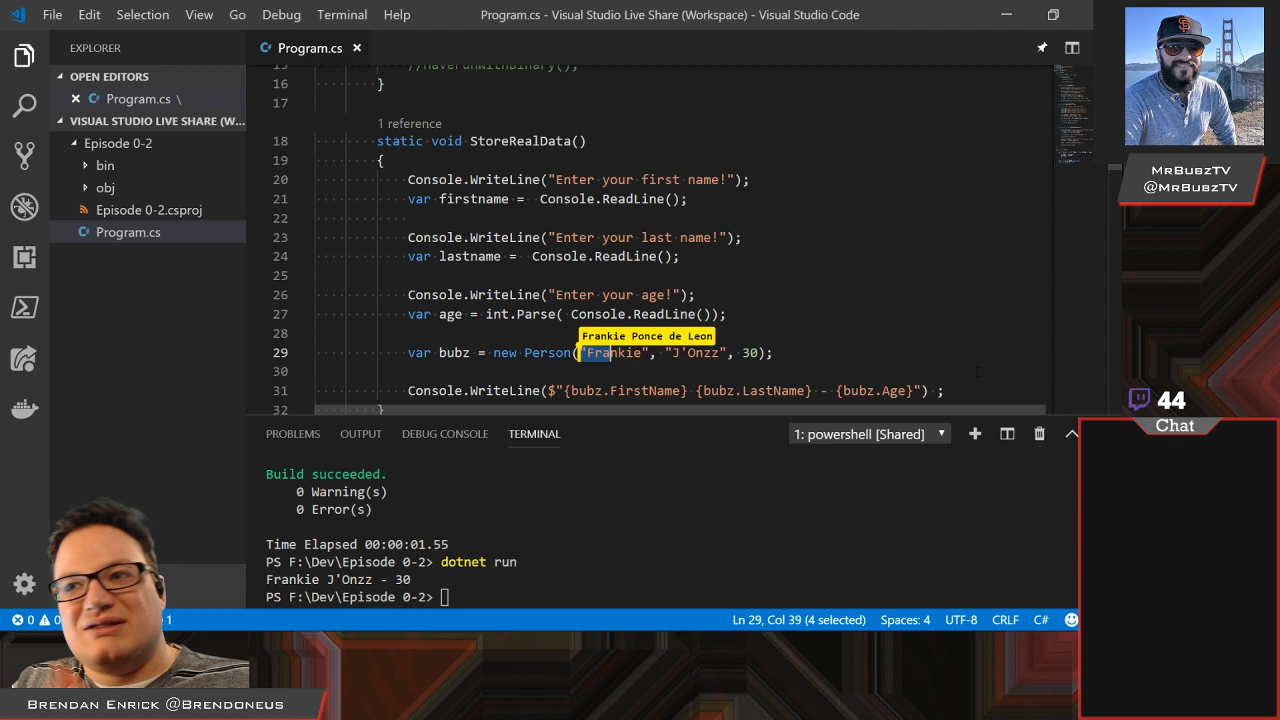 File Edit Selection View Go Debug Terminal Help
Program.cs - Visual Studio Live Share (Workspace) - Visual Studio Code
EXPLORER
OPEN EDITORS
Program.cs \
VISUAL STUDIO LIVE SHARE (W...
Episode 0-2
bin
obj
Episode 0-2.csproj
Program.cs
Program.cs
15 //HaveFunWithBinary();
16 }
17
1 reference
18 static void StoreRealData()
19 {
20 Console.WriteLine("Enter your first name!");
21 var firstname = Console.ReadLine();
22
23 Console.WriteLine("Enter your last name!");
24 var lastname = Console.ReadLine();
25
26 Console.WriteLine("Enter your age!");
27 var age = int.Parse( Console.ReadLine());
28
Frankie Ponce de Leon
29 var bubz = new Person("Frankie", "J'Onzz", 30);
30
31 Console.WriteLine($"{bubz.FirstName} {bubz.LastName} - {bubz.Age}") ;
32 }
PROBLEMS OUTPUT DEBUG CONSOLE TERMINAL
1: powershell [Shared]
Build succeeded.
0 Warning(s)
0 Error(s)
Time Elapsed 00:00:01.55
PS F:\Dev\Episode 0-2> dotnet run
Frankie J'Onzz - 30
PS F:\Dev\Episode 0-2>
0 0 1
Ln 29, Col 39 (4 selected) Spaces: 4 UTF-8 CRLF C#
MrBubzTV
@MrBubzTV
44
Chat
Brendan Enrick @Brendoneus